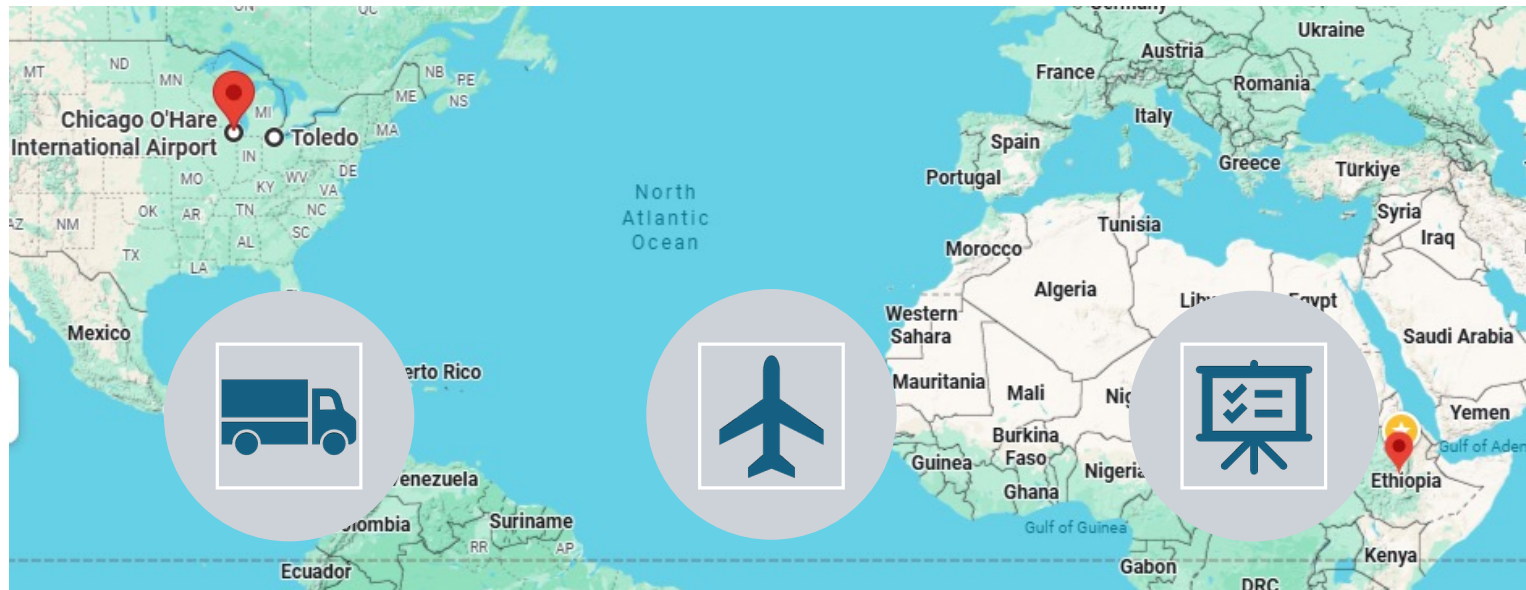 ON
QC
Germany
Ukraine
MT
ND
MN
NB
PE
ME
NS
France
Austria
Romania
Chicago O'Hare
International Airport
MI
Toledo
MA
Italy
Spain
Greece
Türkiye
IN
MO
KY
WV
DE
VA
Portugal
Syria
Iraq
AZ
NM
OK
AR
TN
NC
SC
AL
TX
LA
North
Atlantic
Ocean
Morocco
Tunisia
Algeria
Egypt
Western
Sahara
Saudi Arabia
Mexico
erto Rico
Mauritania
Mali
Nig
Yemen
Burkina
Faso
Gulf of Aden
Guinea
Nigeria
Ghana
Ethiopia
enezuela
Suriname
Gulf of Guinea
RR
AP
Ecuador
Gabon
Kenya
DRC